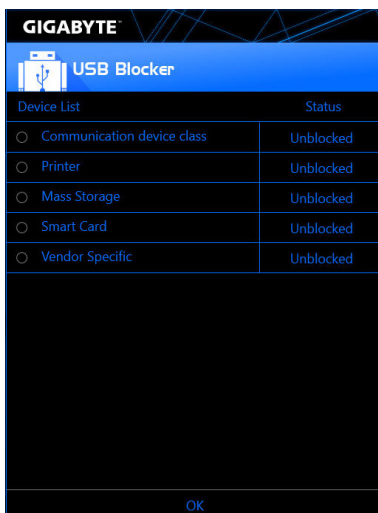 GIGABYTE™
USB Blocker
Device List Status
Communication device class Unblocked
Printer Unblocked
Mass Storage Unblocked
Smart Card Unblocked
Vendor Specific Unblocked
OK